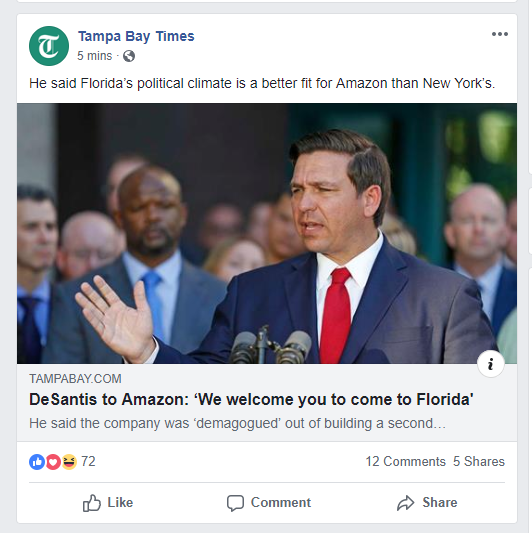 Tampa Bay Times
5 mins ·
He said Florida's political climate is a better fit for Amazon than New York's.
i
TAMPABAY.COM
DeSantis to Amazon: ‘We welcome you to come to Florida'
He said the company was ‘demagogued’ out of building a second…
72
12 Comments 5 Shares
Like Comment Share